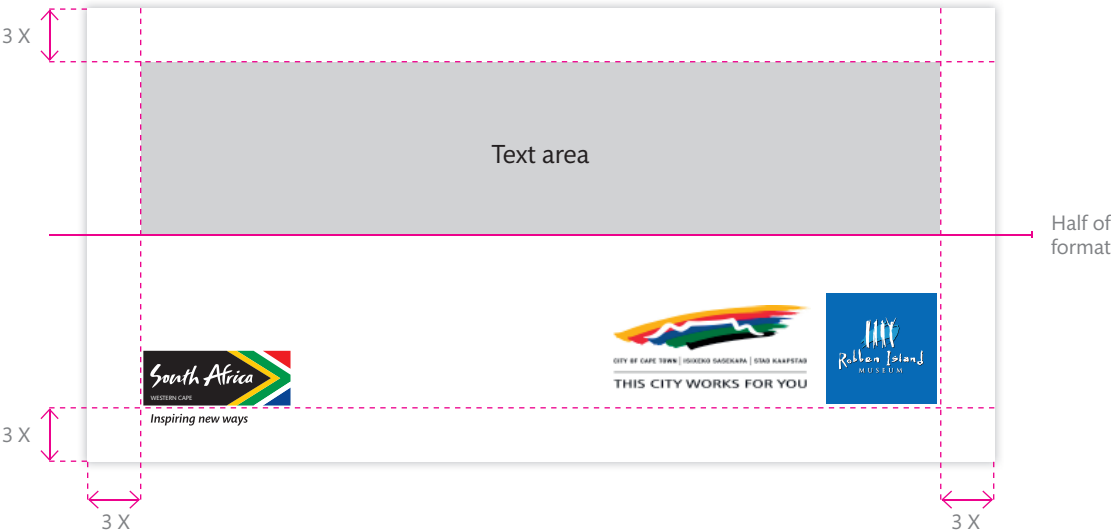 3 X
Text area
Half of
format
South Africa
WESTERN CAPE
Inspiring new ways
CITY OF CAPE TOWN | ISIXEKO SASEKAPA | STAD KAAPSTAD
THIS CITY WORKS FOR YOU
Robben Island
MUSEUM
3 X
3 X
3 X